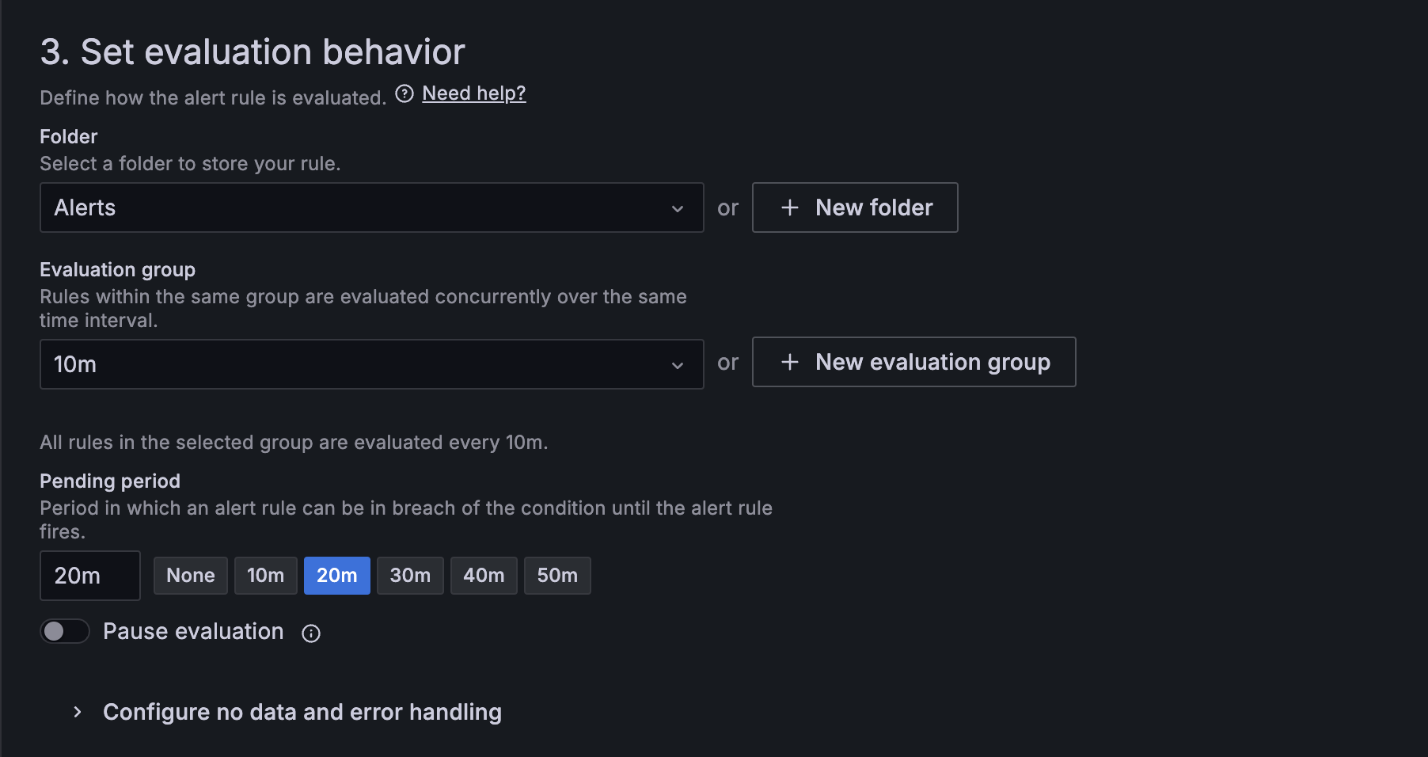 3. Set evaluation behavior
Define how the alert rule is evaluated. Need help?
Folder
Select a folder to store your rule.
Alerts or + New folder
Evaluation group
Rules within the same group are evaluated concurrently over the same
time interval.
10m or + New evaluation group
All rules in the selected group are evaluated every 10m.
Pending period
Period in which an alert rule can be in breach of the condition until the alert rule
fires.
20m None 10m 20m 30m 40m 50m
Pause evaluation
Configure no data and error handling